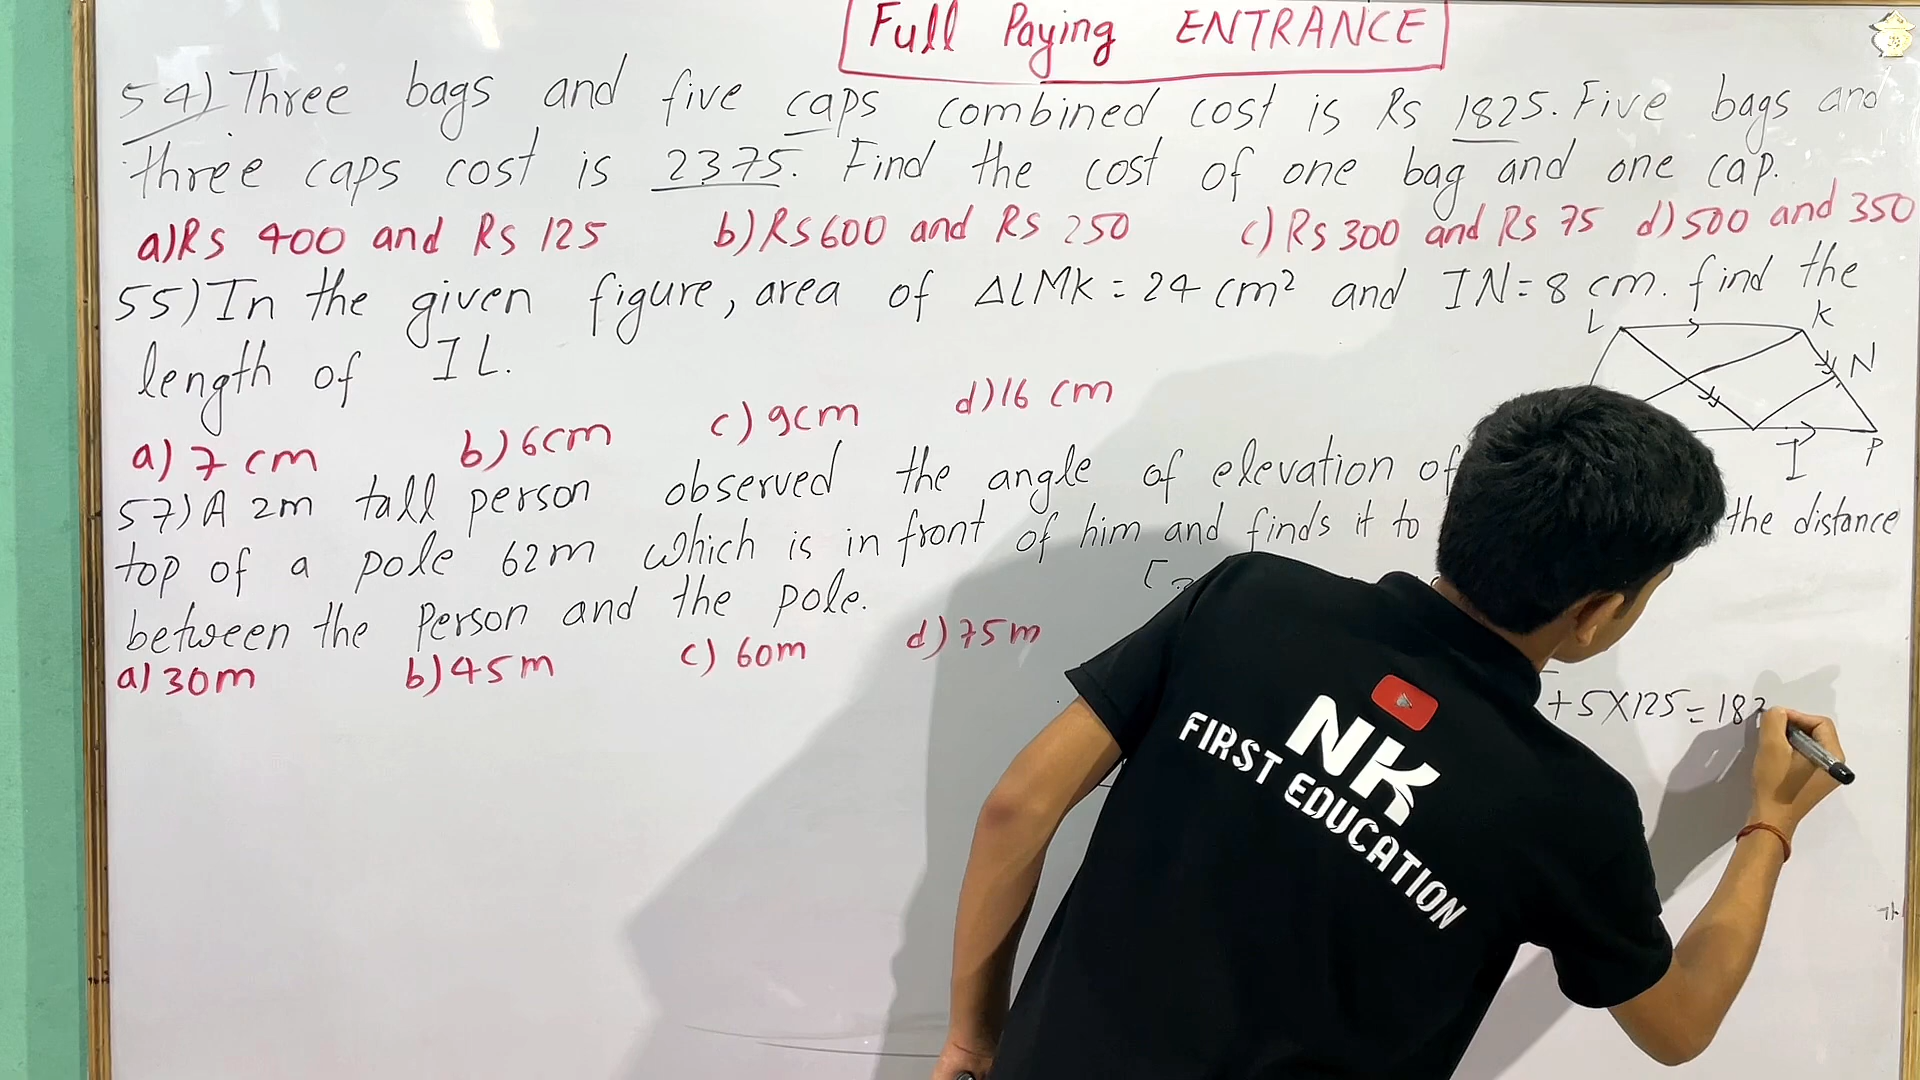 Full Paying ENTRANCE
54) Three bags and five caps combined cost is Rs 1825. Five bags and
three caps cost is 2375. Find the cost of one bag and one cap.
a) Rs 400 and Rs 125 b) Rs 600 and Rs 250 c) Rs 300 and Rs 75 d) 500 and 350
55) In the given figure, area of ΔLMK = 24 cm² and IN = 8 cm. find the
length of IL.
L K N I P
a) 7 cm b) 6cm c) 9cm d) 16 cm
57) A 2m tall person observed the angle of elevation of
top of a pole 62m which is in front of him and finds it to the distance
between the Person and the pole.
a) 30m b) 45m c) 60m d) 75m
+ 5 X 125 = 182
NK
FIRST EDUCATION